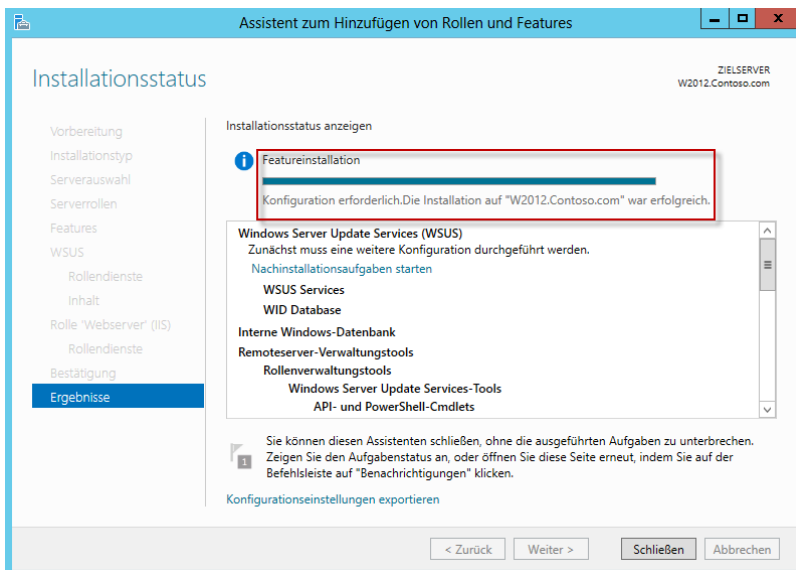 Assistent zum Hinzufügen von Rollen und Features
Installationsstatus
ZIELSERVER
W2012.Contoso.com
Vorbereitung
Installationstyp
Serverauswahl
Serverrollen
Features
WSUS
Rollendienste
Inhalt
Rolle 'Webserver' (IIS)
Rollendienste
Bestätigung
Ergebnisse
Installationsstatus anzeigen
Featureinstallation
Konfiguration erforderlich.Die Installation auf "W2012.Contoso.com" war erfolgreich.
Windows Server Update Services (WSUS)
Zunächst muss eine weitere Konfiguration durchgeführt werden.
Nachinstallationsaufgaben starten
WSUS Services
WID Database
Interne Windows-Datenbank
Remoteserver-Verwaltungstools
Rollenverwaltungstools
Windows Server Update Services-Tools
API- und PowerShell-Cmdlets
1
Sie können diesen Assistenten schließen, ohne die ausgeführten Aufgaben zu unterbrechen.
Zeigen Sie den Aufgabenstatus an, oder öffnen Sie diese Seite erneut, indem Sie auf der
Befehlsleiste auf "Benachrichtigungen" klicken.
Konfigurationseinstellungen exportieren
< Zurück
Weiter >
Schließen
Abbrechen